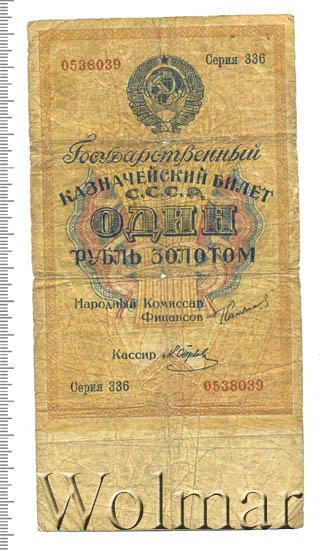 0538039 Серия 336
Государственный
КАЗНАЧЕЙСКИЙ БИЛЕТ
С.С.С.Р.
ОДИН
РУБЛЬ ЗОЛОТОМ
Народный Комиссар
Финансов
Кассир
Серия 336 0538039
Wolmar